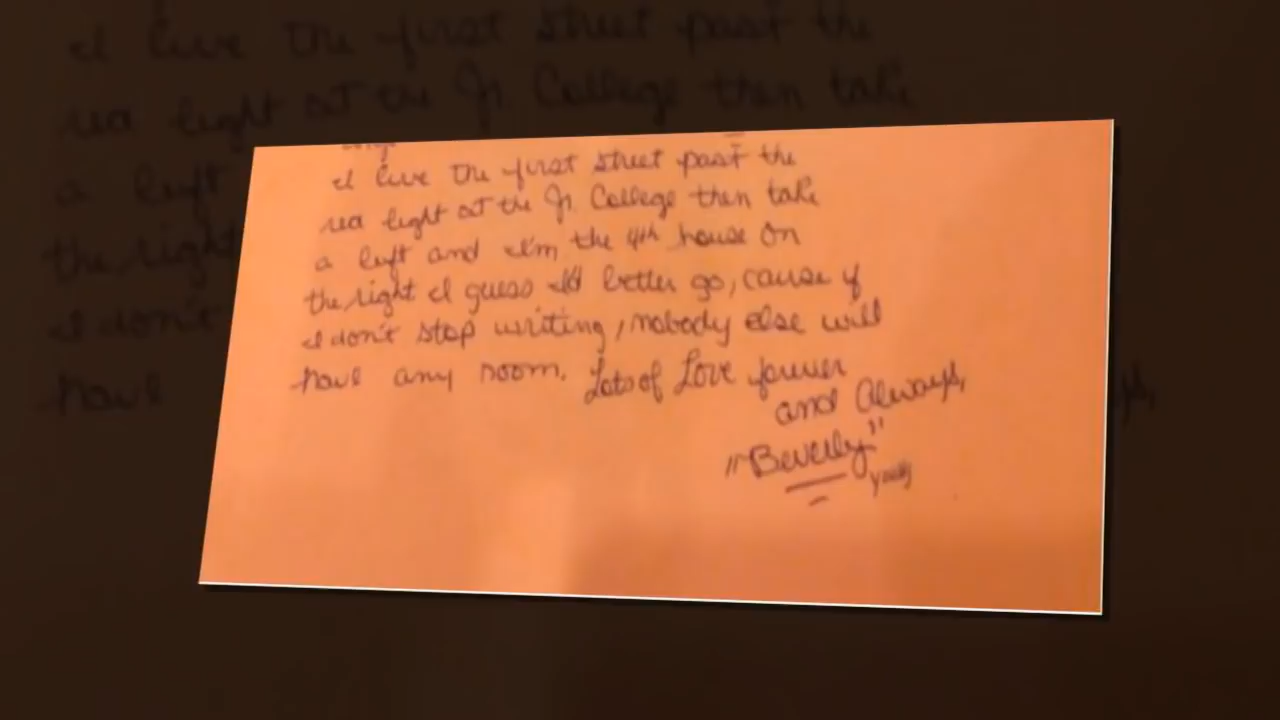 I live the first street past the
red light at the Jr. College then take
a left and I'm the 4th house on
the right I guess I'd better go, cause if
I don't stop writing, nobody else will
have any room. Lots of Love forever
and Always,
"Beverly"